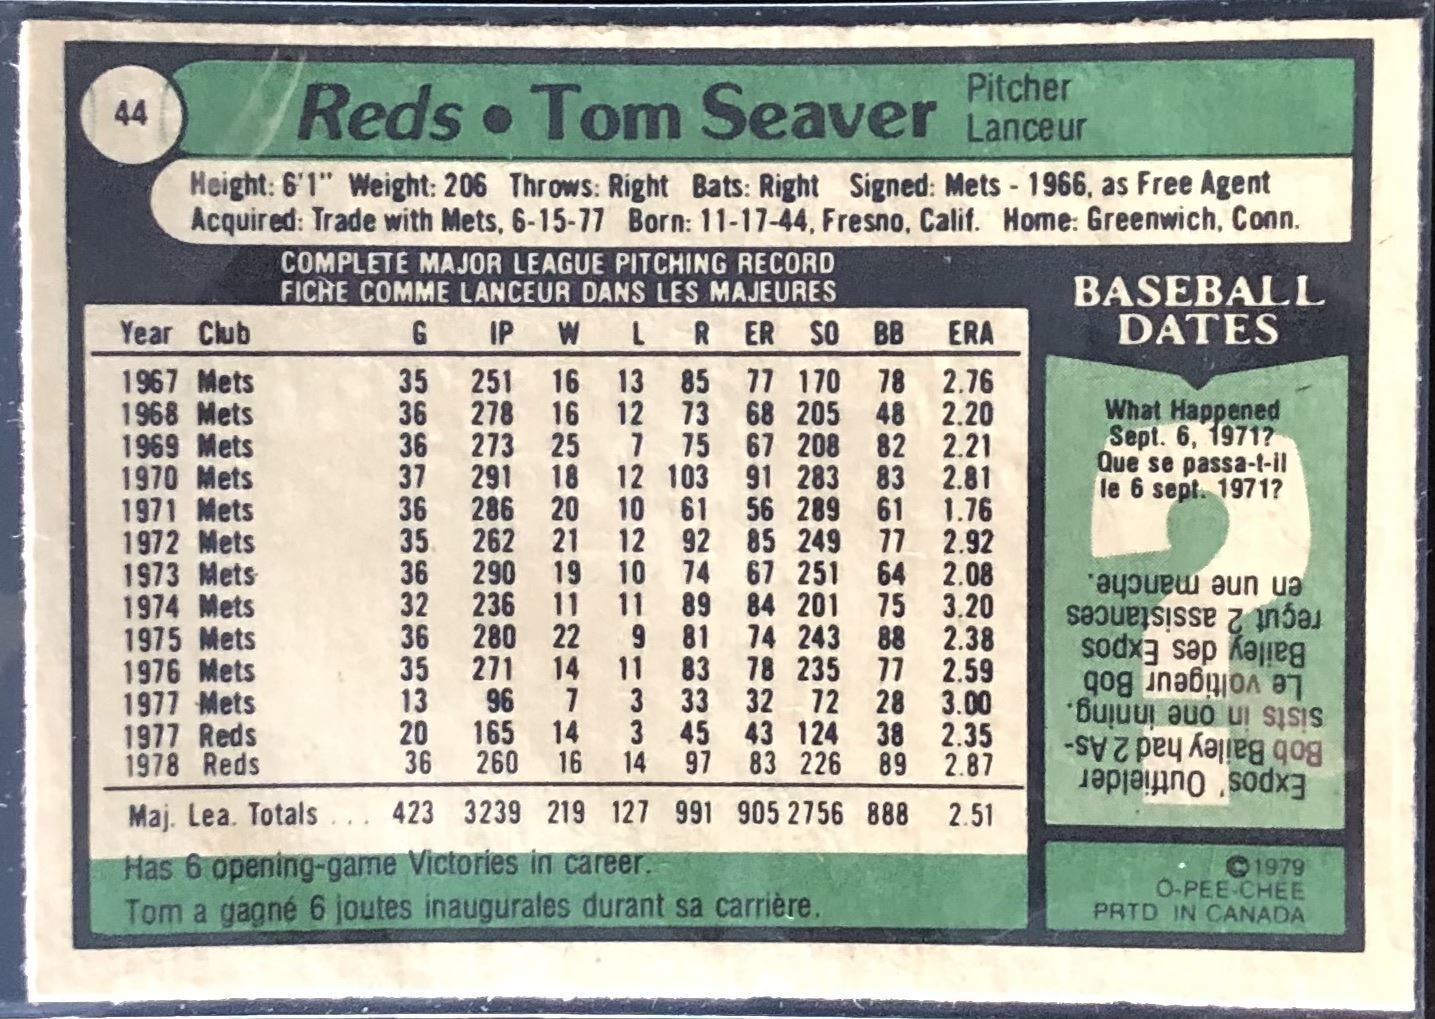 44
Reds • Tom Seaver
Pitcher
Lanceur
Height: 6'1" Weight: 206 Throws: Right Bats: Right Signed: Mets - 1966, as Free Agent
Acquired: Trade with Mets, 6-15-77 Born: 11-17-44, Fresno, Calif. Home: Greenwich, Conn.
COMPLETE MAJOR LEAGUE PITCHING RECORD
FICHE COMME LANCEUR DANS LES MAJEURES
Year Club G IP W L R ER SO BB ERA
1967 Mets 35 251 16 13 85 77 170 78 2.76
1968 Mets 36 278 16 12 73 68 205 48 2.20
1969 Mets 36 273 25 7 75 67 208 82 2.21
1970 Mets 37 291 18 12 103 91 283 83 2.81
1971 Mets 36 286 20 10 61 56 289 61 1.76
1972 Mets 35 262 21 12 92 85 249 77 2.92
1973 Mets 36 290 19 10 74 67 251 64 2.08
1974 Mets 32 236 11 11 89 84 201 75 3.20
1975 Mets 36 280 22 9 81 74 243 88 2.38
1976 Mets 35 271 14 11 83 78 235 77 2.59
1977 Mets 13 96 7 3 33 32 72 28 3.00
1977 Reds 20 165 14 3 45 43 124 38 2.35
1978 Reds 36 260 16 14 97 83 226 89 2.87
Maj. Lea. Totals ... 423 3239 219 127 991 905 2756 888 2.51
Has 6 opening-game Victories in career.
Tom a gagné 6 joutes inaugurales durant sa carrière.
BASEBALL
DATES
What Happened
Sept. 6, 1971?
Que se passa-t-il
le 6 sept. 1971?
Expos' Outfielder
Bob Bailey had 2 As-
sists in one inning.
Le voltigeur Bob
Bailey des Expos
reçut 2 assistances
en une manche.
©1979
O-PEE-CHEE
PRTD IN CANADA